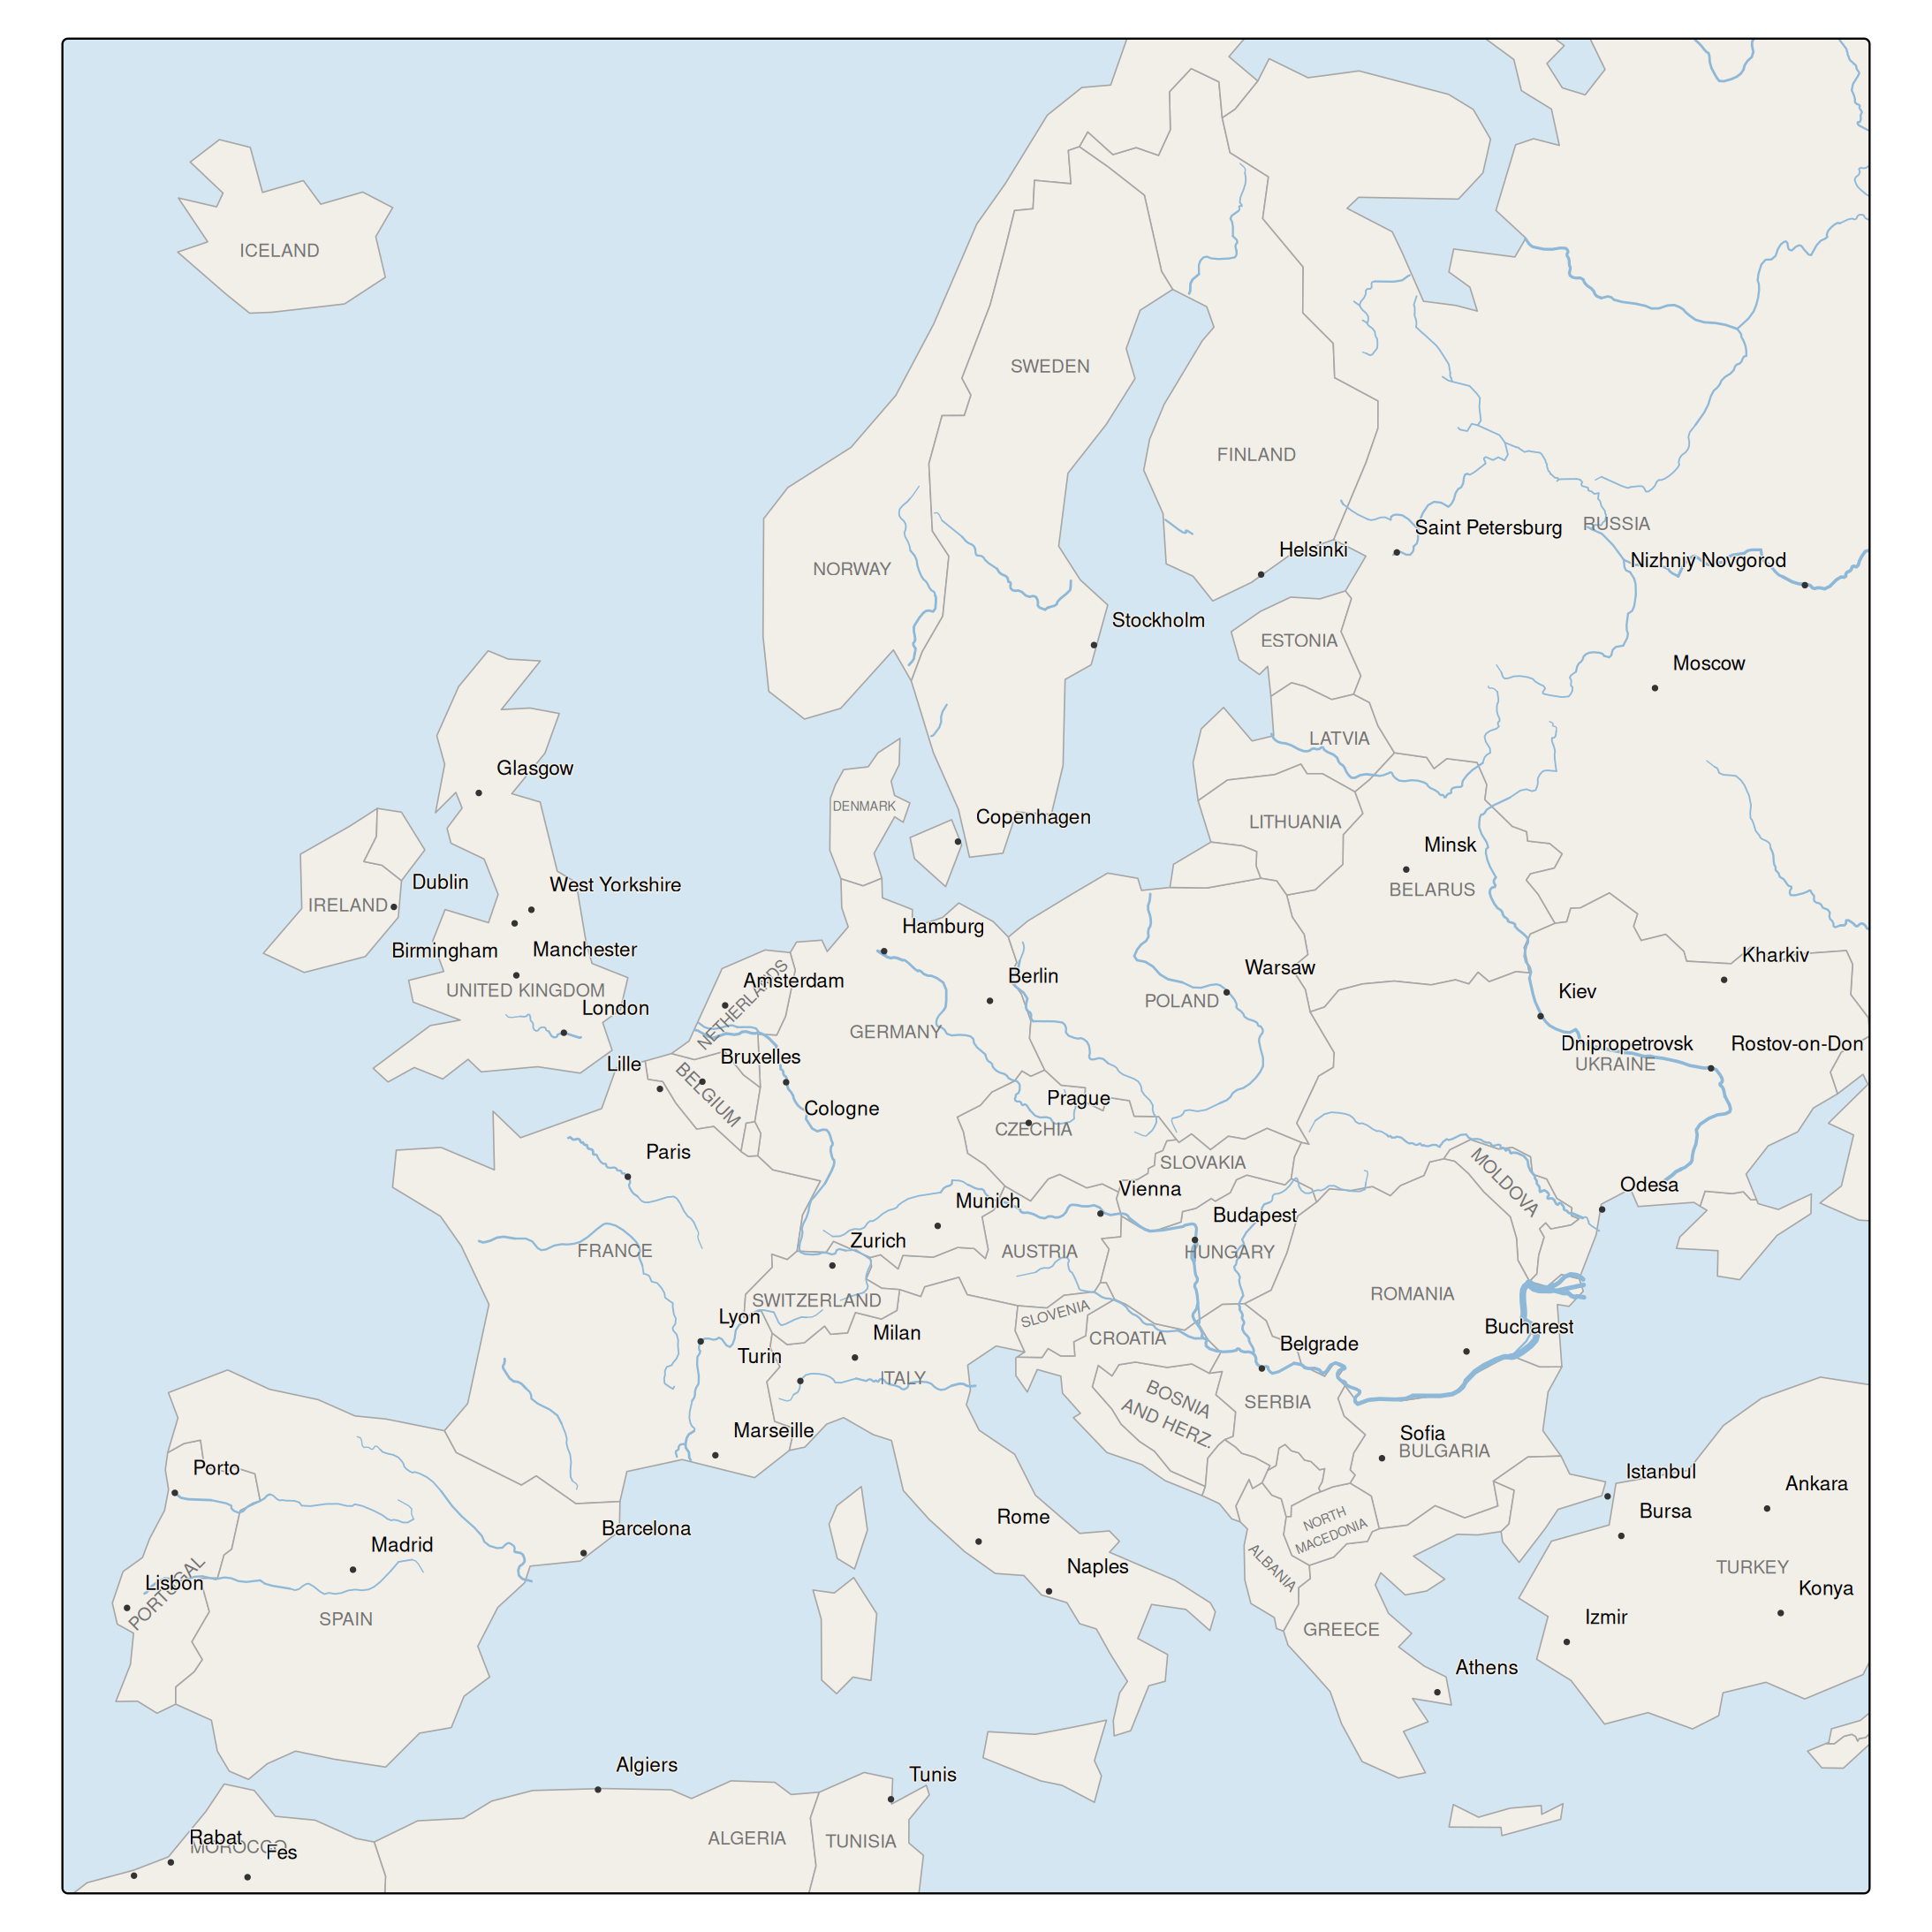 ICELAND
SWEDEN
FINLAND
RUSSIA
Saint Petersburg
Helsinki
Nizhniy Novgorod
NORWAY
Stockholm
ESTONIA
Moscow
LATVIA
Glasgow
DENMARK
Copenhagen
LITHUANIA
Minsk
BELARUS
Dublin
West Yorkshire
IRELAND
Hamburg
Birmingham
Manchester
Kharkiv
Warsaw
Berlin
Amsterdam
NETHERLANDS
UNITED KINGDOM
Kiev
POLAND
London
GERMANY
Dnipropetrovsk
Rostov-on-Don
UKRAINE
Lille
Bruxelles
BELGIUM
Prague
Cologne
CZECHIA
Paris
SLOVAKIA
MOLDOVA
Vienna
Odesa
Munich
Budapest
Zurich
FRANCE
AUSTRIA
HUNGARY
ROMANIA
SWITZERLAND
SLOVENIA
Lyon
Milan
CROATIA
Bucharest
Belgrade
Turin
ITALY
BOSNIA
AND HERZ.
SERBIA
Marseille
Sofia
BULGARIA
Porto
Istanbul
Ankara
Bursa
Rome
NORTH
MACEDONIA
Barcelona
Madrid
Naples
ALBANIA
TURKEY
Lisbon
PORTUGAL
Konya
SPAIN
Izmir
GREECE
Athens
Algiers
Tunis
Rabat
MOROCCO
Fes
ALGERIA
TUNISIA